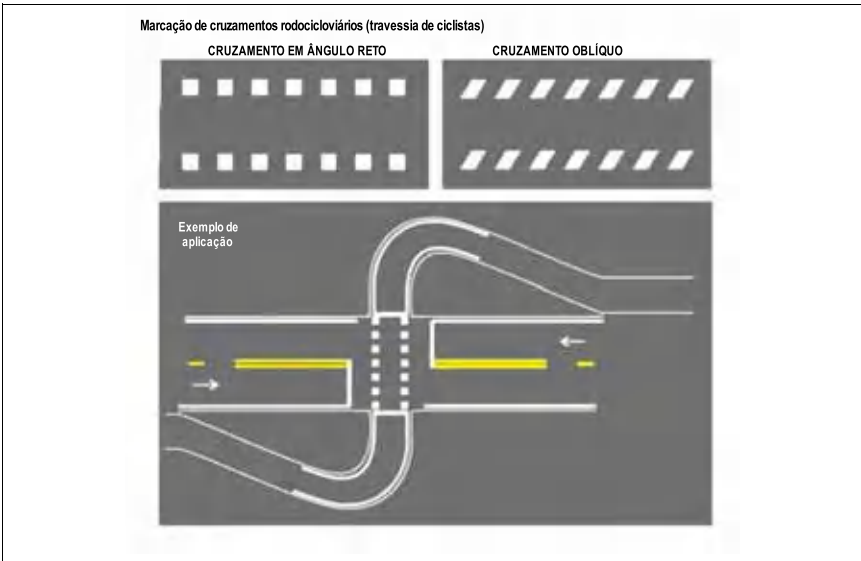 Marcação de cruzamentos rodocicloviários (travessia de ciclistas)
CRUZAMENTO EM ÂNGULO RETO
CRUZAMENTO OBLÍQUO
Exemplo de
aplicação